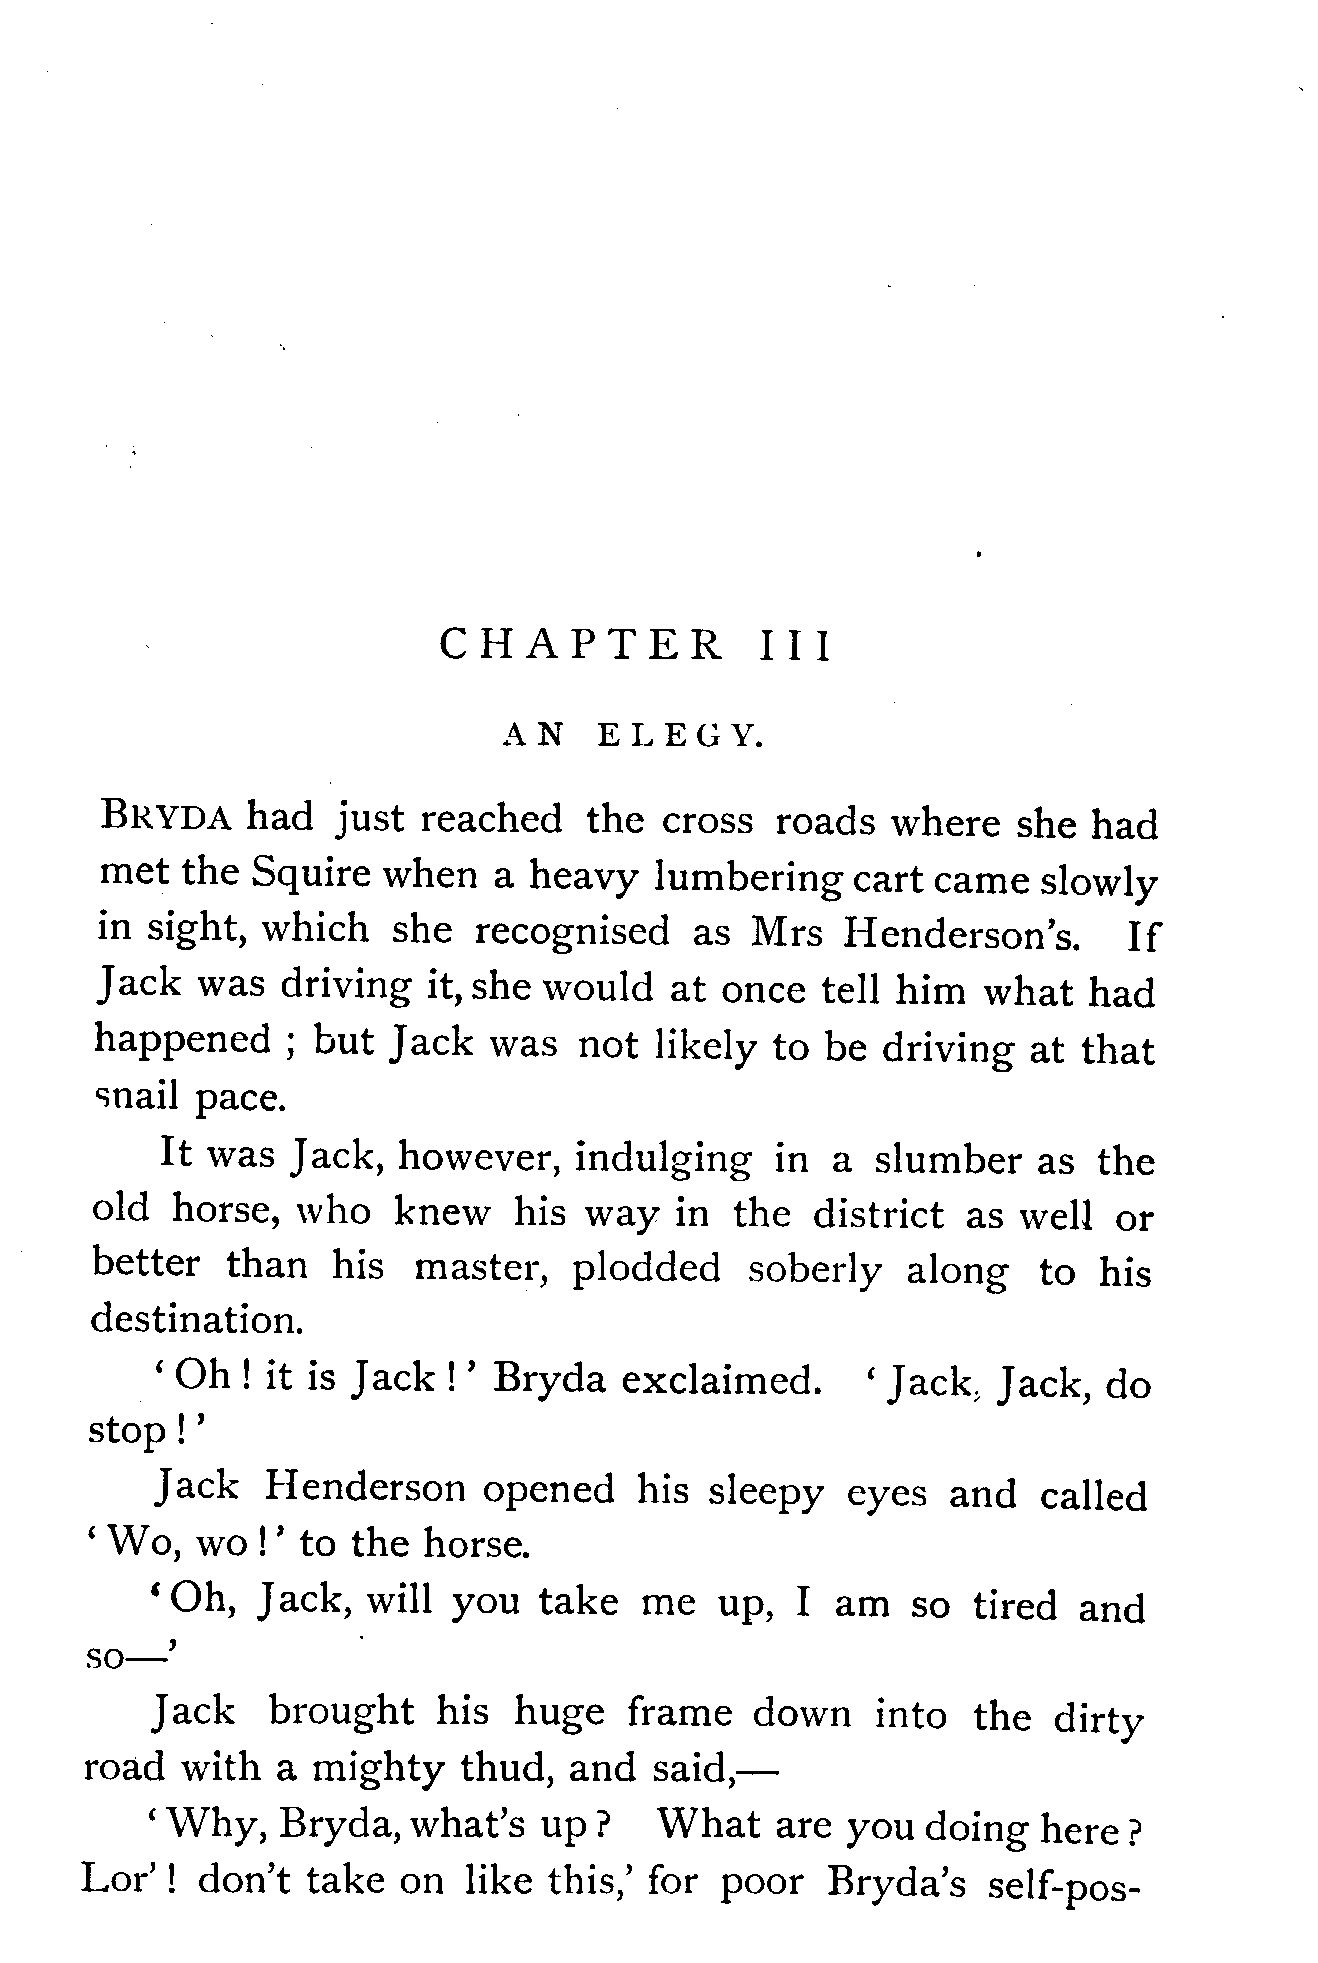 CHAPTER III
AN ELEGY.
BRYDA had just reached the cross roads where she had
met the Squire when a heavy lumbering cart came slowly
in sight, which she recognised as Mrs Henderson's. If
Jack was driving it, she would at once tell him what had
happened ; but Jack was not likely to be driving at that
snail pace.
It was Jack, however, indulging in a slumber as the
old horse, who knew his way in the district as well or
better than his master, plodded soberly along to his
destination.
‘ Oh ! it is Jack ! ’ Bryda exclaimed. ‘ Jack, Jack, do
stop ! ’
Jack Henderson opened his sleepy eyes and called
‘ Wo, wo ! ’ to the horse.
‘ Oh, Jack, will you take me up, I am so tired and
so—’
Jack brought his huge frame down into the dirty
road with a mighty thud, and said,—
‘ Why, Bryda, what's up ? What are you doing here ?
Lor’ ! don't take on like this,’ for poor Bryda's self-pos-